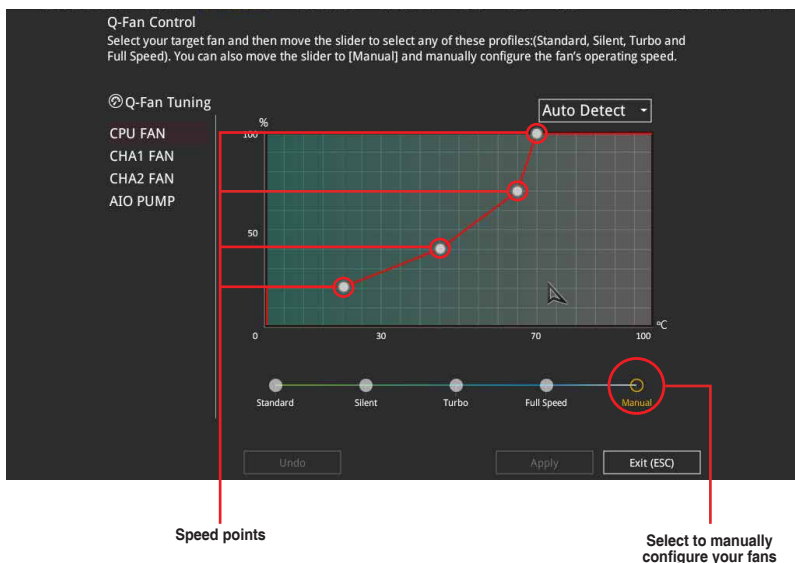 Q-Fan Control
Select your target fan and then move the slider to select any of these profiles:(Standard, Silent, Turbo and
Full Speed). You can also move the slider to [Manual] and manually configure the fan's operating speed.
Q-Fan Tuning
Auto Detect
CPU FAN
CHA1 FAN
CHA2 FAN
AIO PUMP
%
100
50
0
30
70
100
ºC
Standard
Silent
Turbo
Full Speed
Manual
Undo
Apply
Exit (ESC)
Speed points
Select to manually
configure your fans